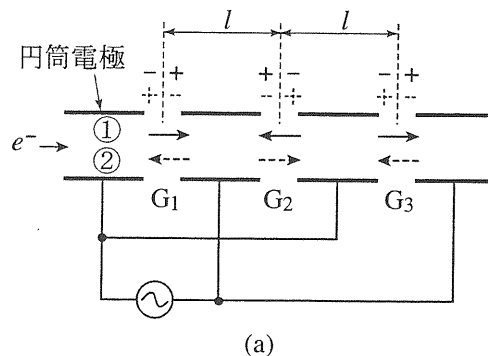 l l
円筒電極
− + + − − +
+ − − + + −
①
e⁻
②
G₁ G₂ G₃
(a)